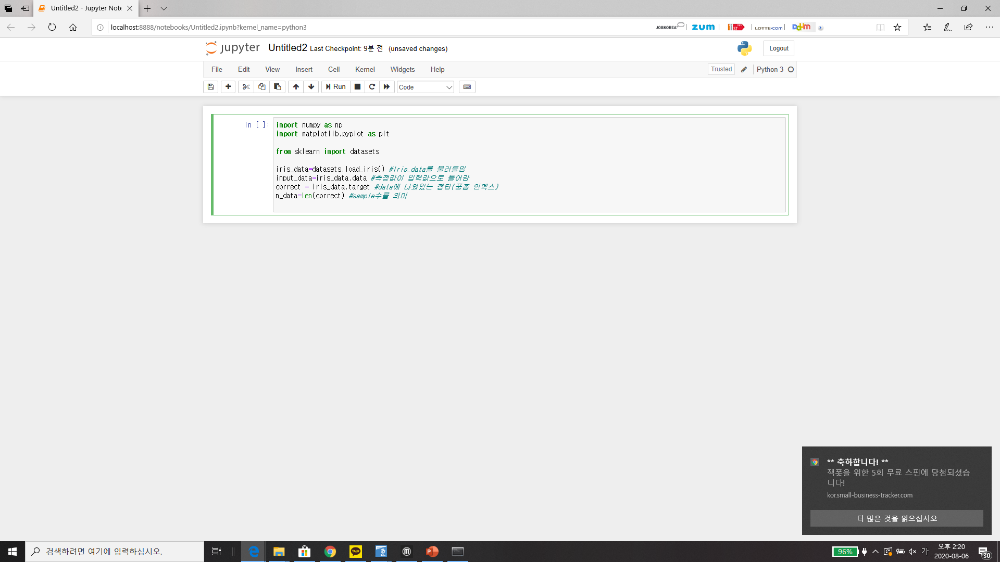 Untitled2 - Jupyter Note
localhost:8888/notebooks/Untitled2.ipynb?kernel_name=python3
JOBKOREA
zum
11ST
LOTTE.COM
jupyter
Untitled2 Last Checkpoint: 9분 전 (unsaved changes)
Logout
File Edit View Insert Cell Kernel Widgets Help
Trusted
Python 3
Run
Code
In [ ]:
import numpy as np
import matplotlib.pyplot as plt
from sklearn import datasets
iris_data=datasets.load_iris() #Iris_data를 불러들임
input_data=iris_data.data #측정값이 입력값으로 들어감
correct = iris_data.target #data에 나와있는 정답(품종 인덱스)
n_data=len(correct) #sample수를 의미
** 축하합니다! **
잭폿을 위한 5회 무료 스핀에 당첨되셨습
니다!
kor.small-business-tracker.com
더 많은 것을 읽으십시오
검색하려면 여기에 입력하십시오.
TALK
96%
가
오후 2:20
2020-08-06
30